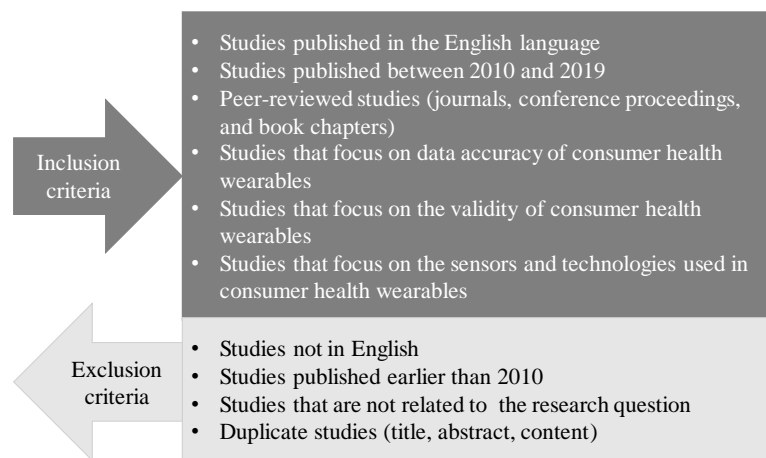 Inclusion
criteria
• Studies published in the English language
• Studies published between 2010 and 2019
• Peer-reviewed studies (journals, conference proceedings,
and book chapters)
• Studies that focus on data accuracy of consumer health
wearables
• Studies that focus on the validity of consumer health
wearables
• Studies that focus on the sensors and technologies used in
consumer health wearables
Exclusion
criteria
• Studies not in English
• Studies published earlier than 2010
• Studies that are not related to the research question
• Duplicate studies (title, abstract, content)